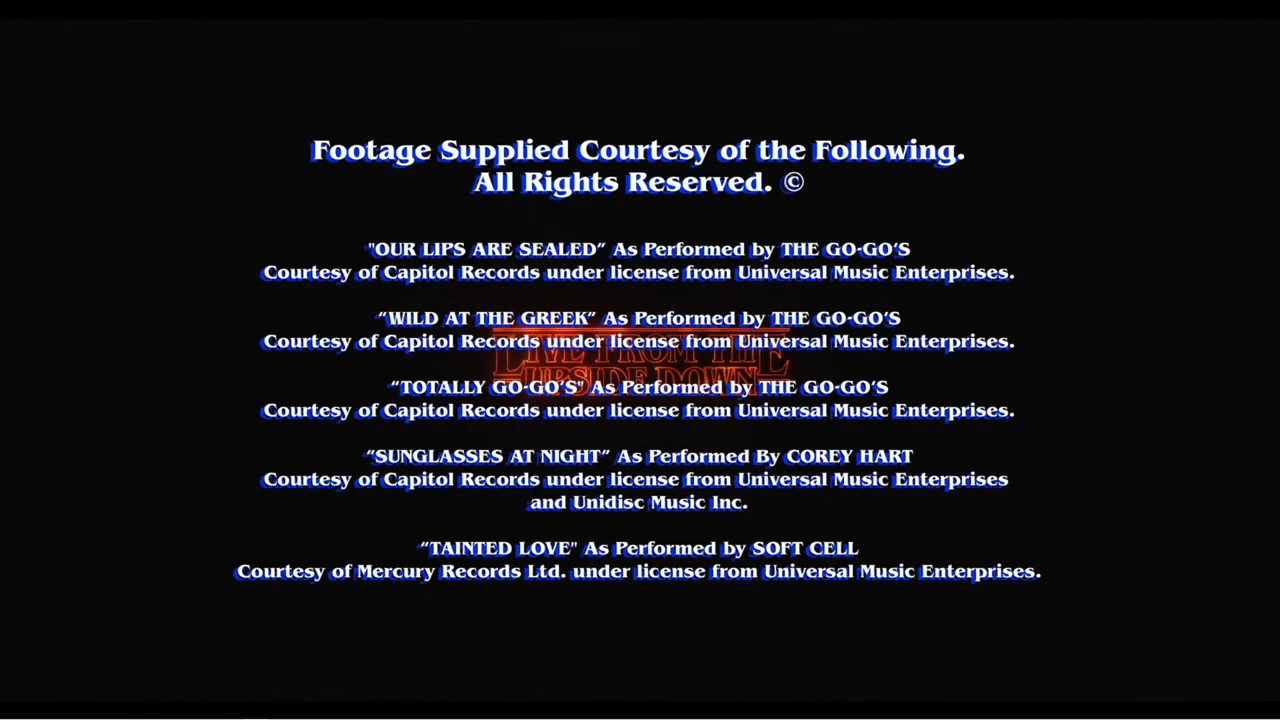 Footage Supplied Courtesy of the Following.
All Rights Reserved. ©
"OUR LIPS ARE SEALED” As Performed by THE GO-GO’S
Courtesy of Capitol Records under license from Universal Music Enterprises.
“WILD AT THE GREEK” As Performed by THE GO-GO’S
Courtesy of Capitol Records under license from Universal Music Enterprises.
LIVE FROM THE
UPSIDE DOWN
“TOTALLY GO-GO’S" As Performed by THE GO-GO’S
Courtesy of Capitol Records under license from Universal Music Enterprises.
“SUNGLASSES AT NIGHT” As Performed By COREY HART
Courtesy of Capitol Records under license from Universal Music Enterprises
and Unidisc Music Inc.
“TAINTED LOVE" As Performed by SOFT CELL
Courtesy of Mercury Records Ltd. under license from Universal Music Enterprises.